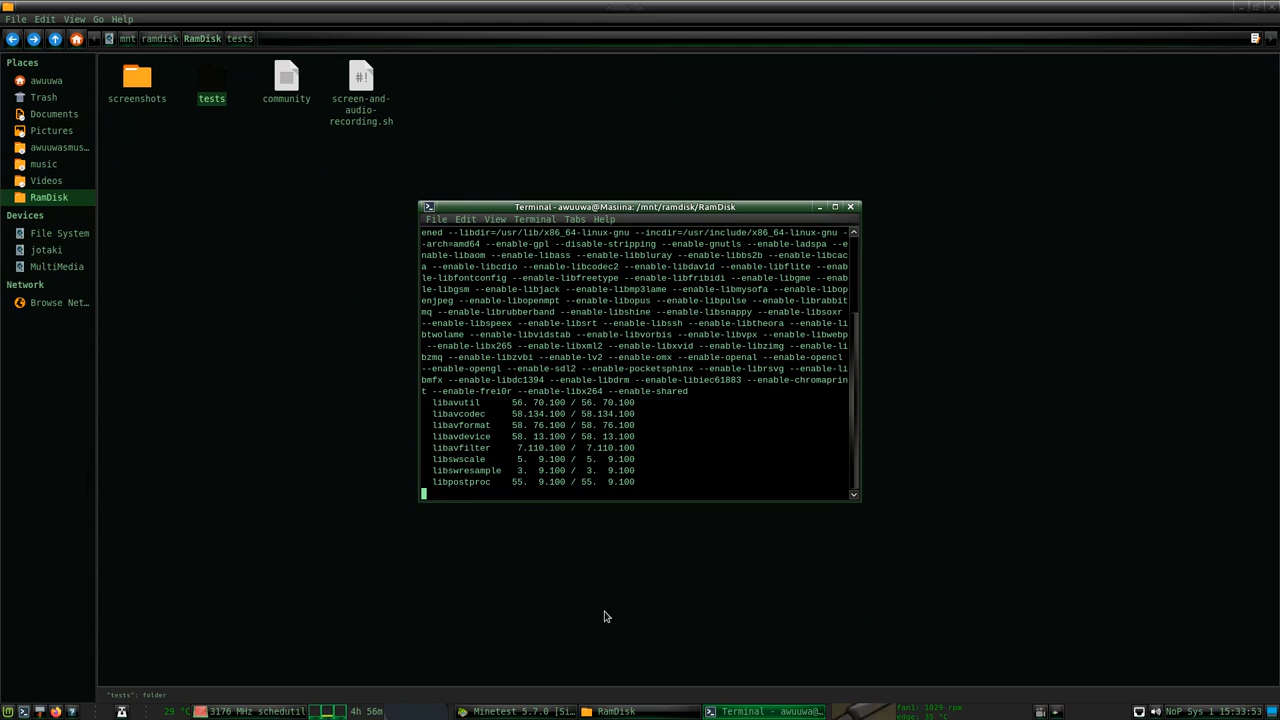 File Edit View Go Help
mnt ramdisk RamDisk tests
Places
awuuwa
Trash
Documents
Pictures
awuuwasmus...
music
Videos
RamDisk
Devices
File System
jotaki
MultiMedia
Network
Browse Net...
screenshots
tests
community
screen-and-
audio-
recording.sh
Terminal - awuuwa@Masiina: /mnt/ramdisk/RamDisk
File Edit View Terminal Tabs Help
ened --libdir=/usr/lib/x86_64-linux-gnu --incdir=/usr/include/x86_64-linux-gnu -
-arch=amd64 --enable-gpl --disable-stripping --enable-gnutls --enable-ladspa --e
nable-libaom --enable-libass --enable-libbluray --enable-libbs2b --enable-libcac
a --enable-libcdio --enable-libcodec2 --enable-libdav1d --enable-libflite --enab
le-libfontconfig --enable-libfreetype --enable-libfribidi --enable-libgme --enab
le-libgsm --enable-libjack --enable-libmp3lame --enable-libmysofa --enable-libop
enjpeg --enable-libopenmpt --enable-libopus --enable-libpulse --enable-librabbit
mq --enable-librubberband --enable-libshine --enable-libsnappy --enable-libsoxr
--enable-libspeex --enable-libsrt --enable-libssh --enable-libtheora --enable-li
btwolame --enable-libvidstab --enable-libvorbis --enable-libvpx --enable-libwebp
--enable-libx265 --enable-libxml2 --enable-libxvid --enable-libzimg --enable-li
bzmq --enable-libzvbi --enable-lv2 --enable-omx --enable-openal --enable-opencl
--enable-opengl --enable-sdl2 --enable-pocketsphinx --enable-librsvg --enable-li
bmfx --enable-libdc1394 --enable-libdrm --enable-libiec61883 --enable-chromaprin
t --enable-frei0r --enable-libx264 --enable-shared
libavutil 56. 70.100 / 56. 70.100
libavcodec 58.134.100 / 58.134.100
libavformat 58. 76.100 / 58. 76.100
libavdevice 58. 13.100 / 58. 13.100
libavfilter 7.110.100 / 7.110.100
libswscale 5. 9.100 / 5. 9.100
libswresample 3. 9.100 / 3. 9.100
libpostproc 55. 9.100 / 55. 9.100
"tests": folder
29 °C 3176 MHz schedutil 4h 56m Minetest 5.7.0 [Si... RamDisk Terminal - awuuwa@... fan1: 1029 rpm
edge: 35 °C
NoP Sys 1 15:33:53